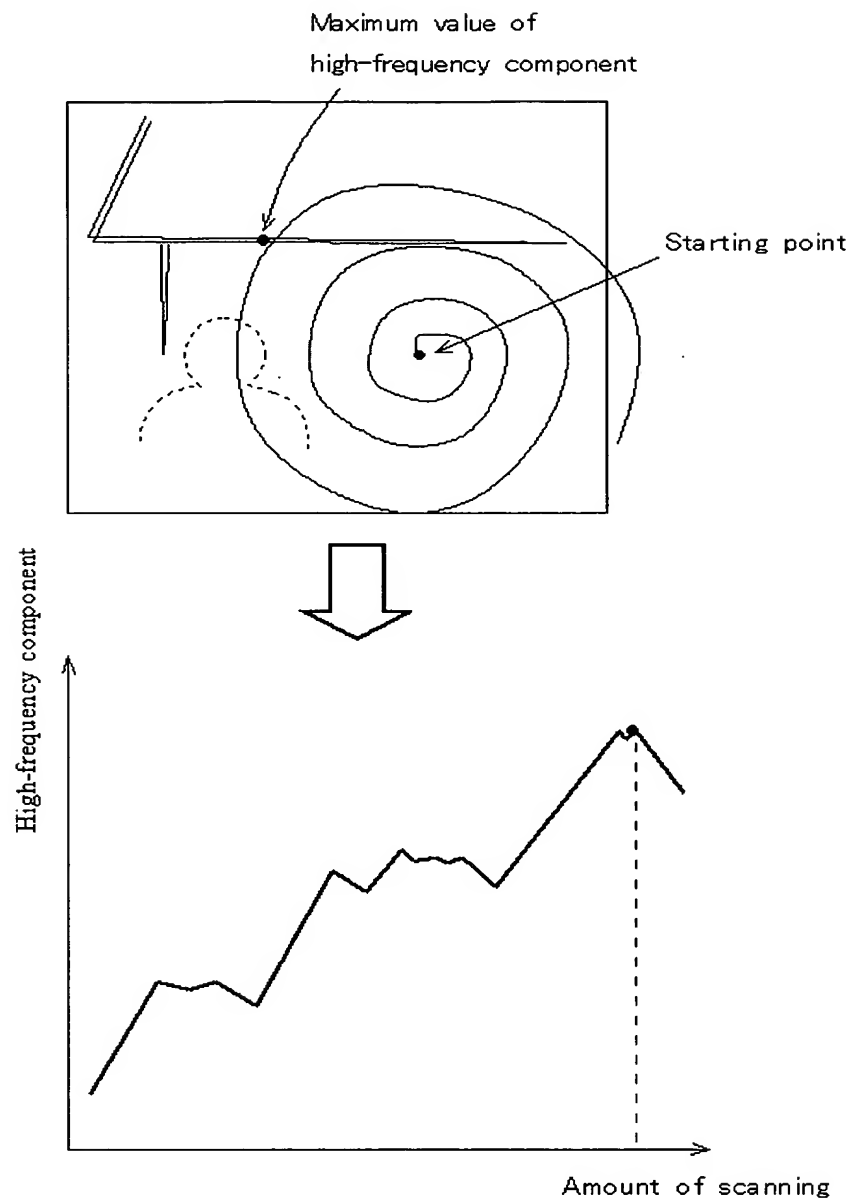 Maximum value of
high-frequency component
Starting point
High-frequency component
Amount of scanning